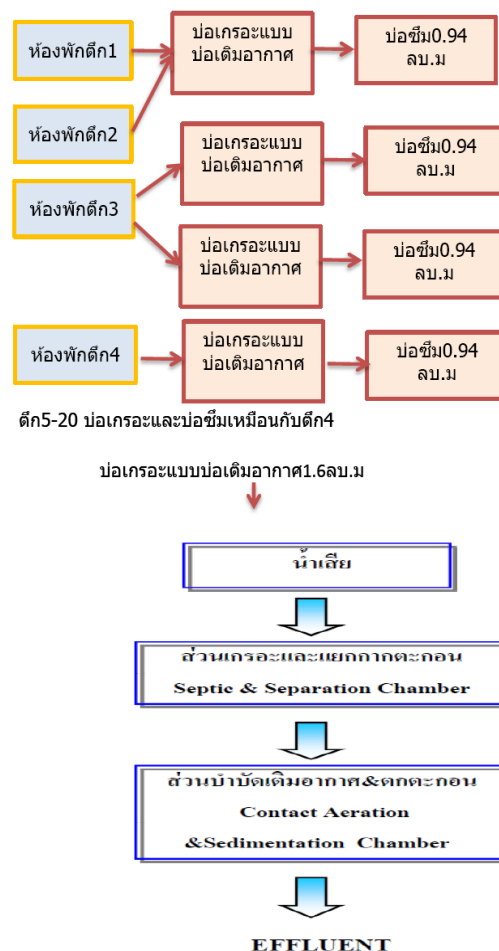 ห้องพักตึก1
บ่อเกรอะแบบ
บ่อเติมอากาศ
บ่อซึม0.94
ลบ.ม
ห้องพักตึก2
ห้องพักตึก3
บ่อเกรอะแบบ
บ่อเติมอากาศ
บ่อซึม0.94
ลบ.ม
บ่อเกรอะแบบ
บ่อเติมอากาศ
บ่อซึม0.94
ลบ.ม
ห้องพักตึก4
บ่อเกรอะแบบ
บ่อเติมอากาศ
บ่อซึม0.94
ลบ.ม
ตึก5-20 บ่อเกรอะและบ่อซึมเหมือนกับตึก4
บ่อเกรอะแบบบ่อเติมอากาศ1.6ลบ.ม
น้ำเสีย
ส่วนเกรอะและแยกกากตะกอน
Septic & Separation Chamber
ส่วนบำบัดเติมอากาศ&ตกตะกอน
Contact Aeration
&Sedimentation Chamber
EFFLUENT